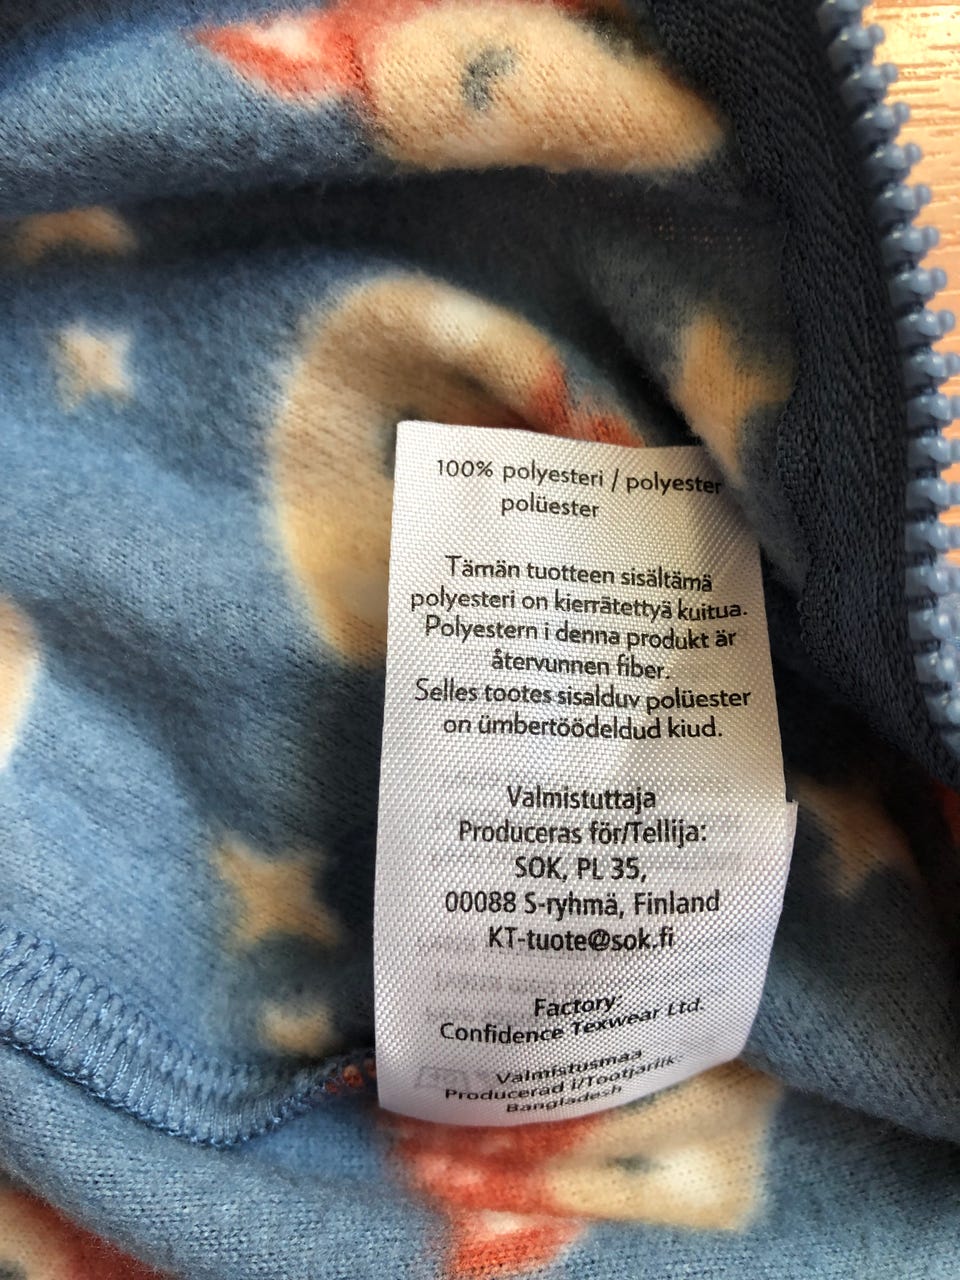 100% polyesteri / polyester
polüester
Tämän tuotteen sisältämä
polyesteri on kierrätettyä kuitua.
Polyestern i denna produkt är
återvunnen fiber.
Selles tootes sisalduv polüester
on ümbertöödeldud kiud.
Valmistuttaja
Produceras för/Tellija:
SOK, PL 35,
00088 S-ryhmä, Finland
KT-tuote@sok.fi
Factory:
Confidence Texwear Ltd.
Valmistusmaa
Producerad i/Tootjariik:
Bangladesh